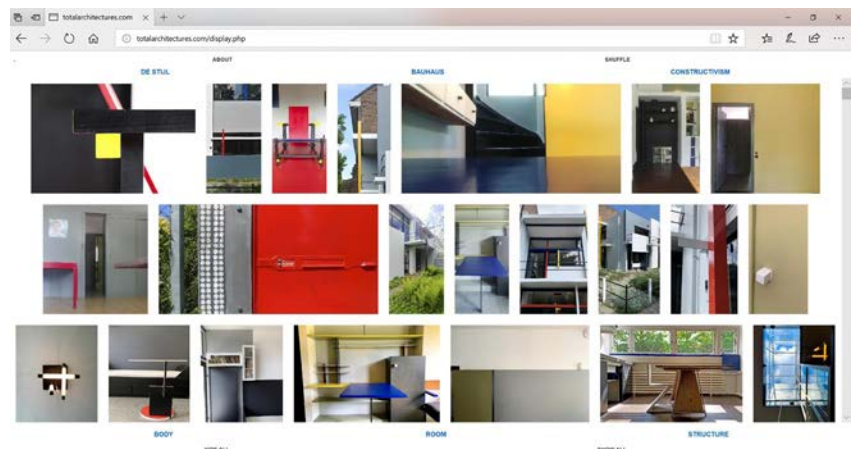 totalarchitectures.com
totalarchitectures.com/display.php
ABOUT SHUFFLE
DE STIJL BAUHAUS CONSTRUCTIVISM
BODY ROOM STRUCTURE